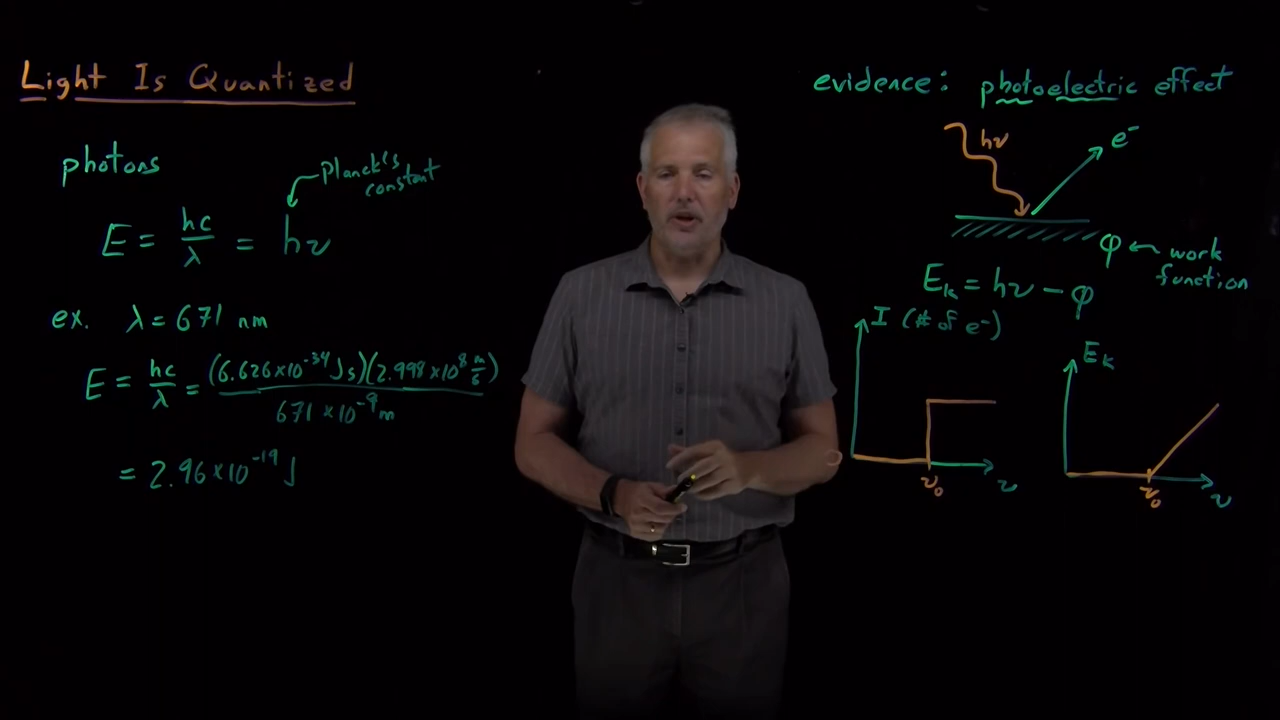 Light Is Quantized
photons
Planck's
constant
E = hc/λ = hν
ex. λ = 671 nm
E = hc/λ = (6.626×10⁻³⁴ J s)(2.998×10⁸ m/s) / 671×10⁻⁹ m
= 2.96×10⁻¹⁹ J
evidence: photoelectric effect
hν
e⁻
φ ← work
function
Eₖ = hν − φ
I (# of e⁻)
0
ν₀
ν
Eₖ
ν₀
ν